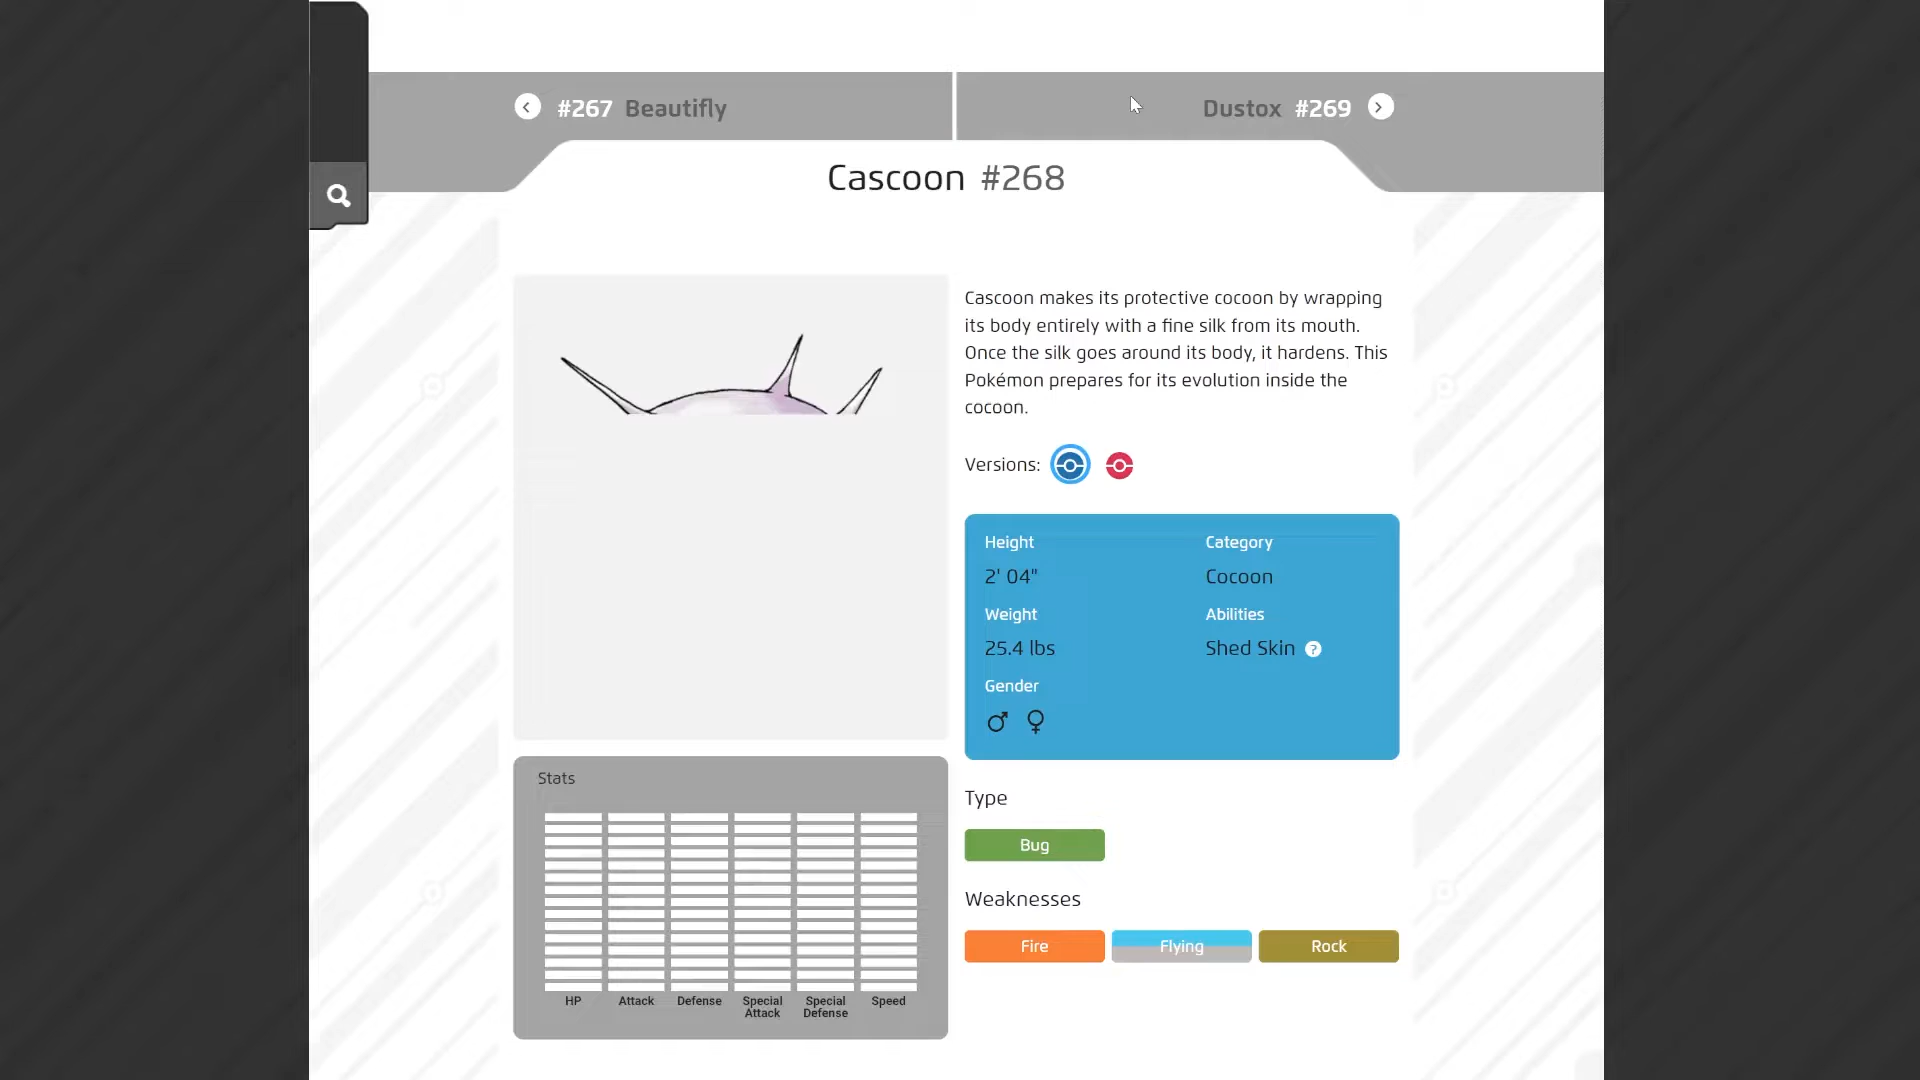 #267 Beautifly
Dustox #269
Cascoon #268
Cascoon makes its protective cocoon by wrapping
its body entirely with a fine silk from its mouth.
Once the silk goes around its body, it hardens. This
Pokémon prepares for its evolution inside the
cocoon.
Versions:
Height
2' 04"
Weight
25.4 lbs
Gender
Category
Cocoon
Abilities
Shed Skin ?
Stats
HP
Attack
Defense
Special
Attack
Special
Defense
Speed
Type
Bug
Weaknesses
Fire
Flying
Rock